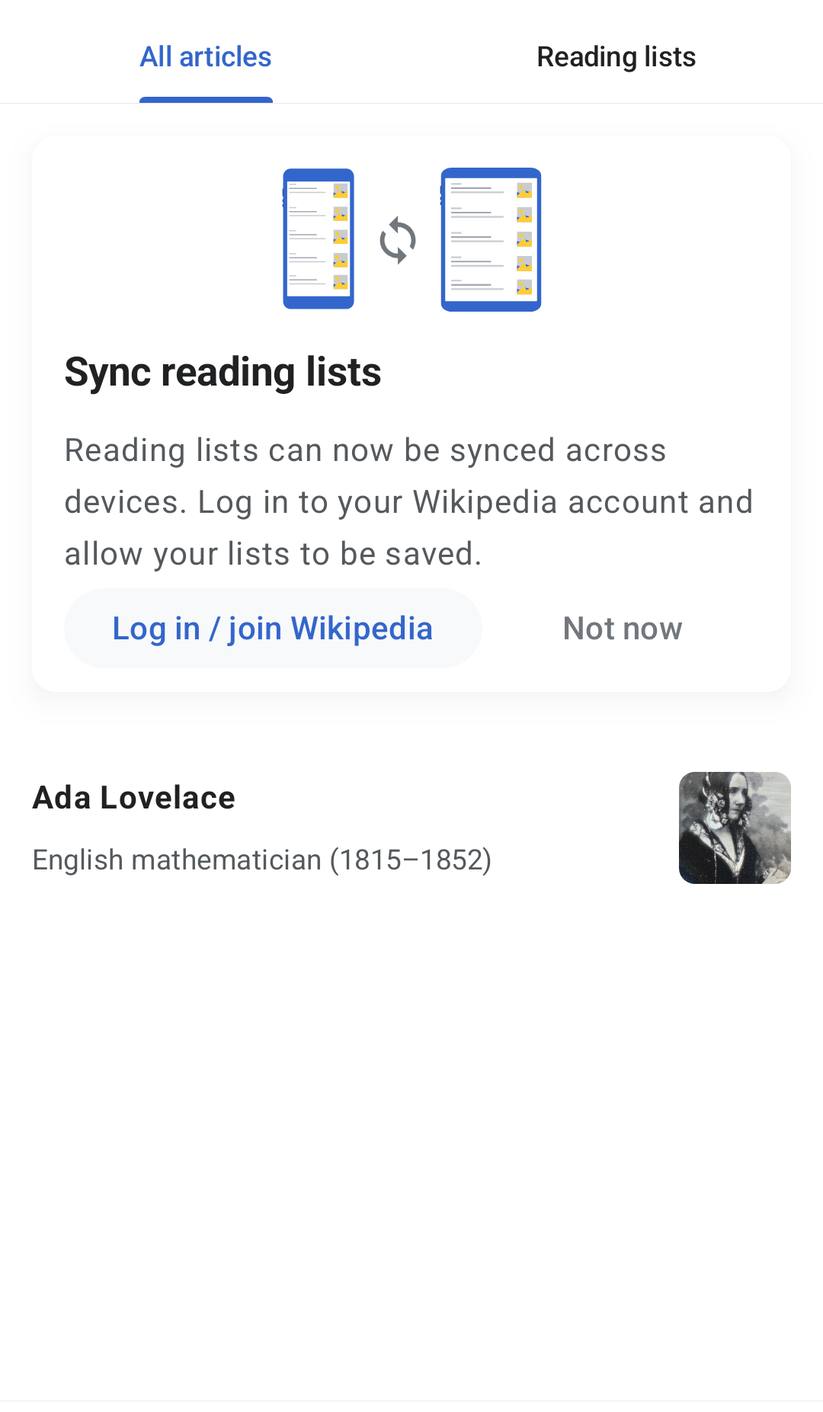 All articles
Reading lists
Sync reading lists
Reading lists can now be synced across
devices. Log in to your Wikipedia account and
allow your lists to be saved.
Log in / join Wikipedia
Not now
Ada Lovelace
English mathematician (1815–1852)